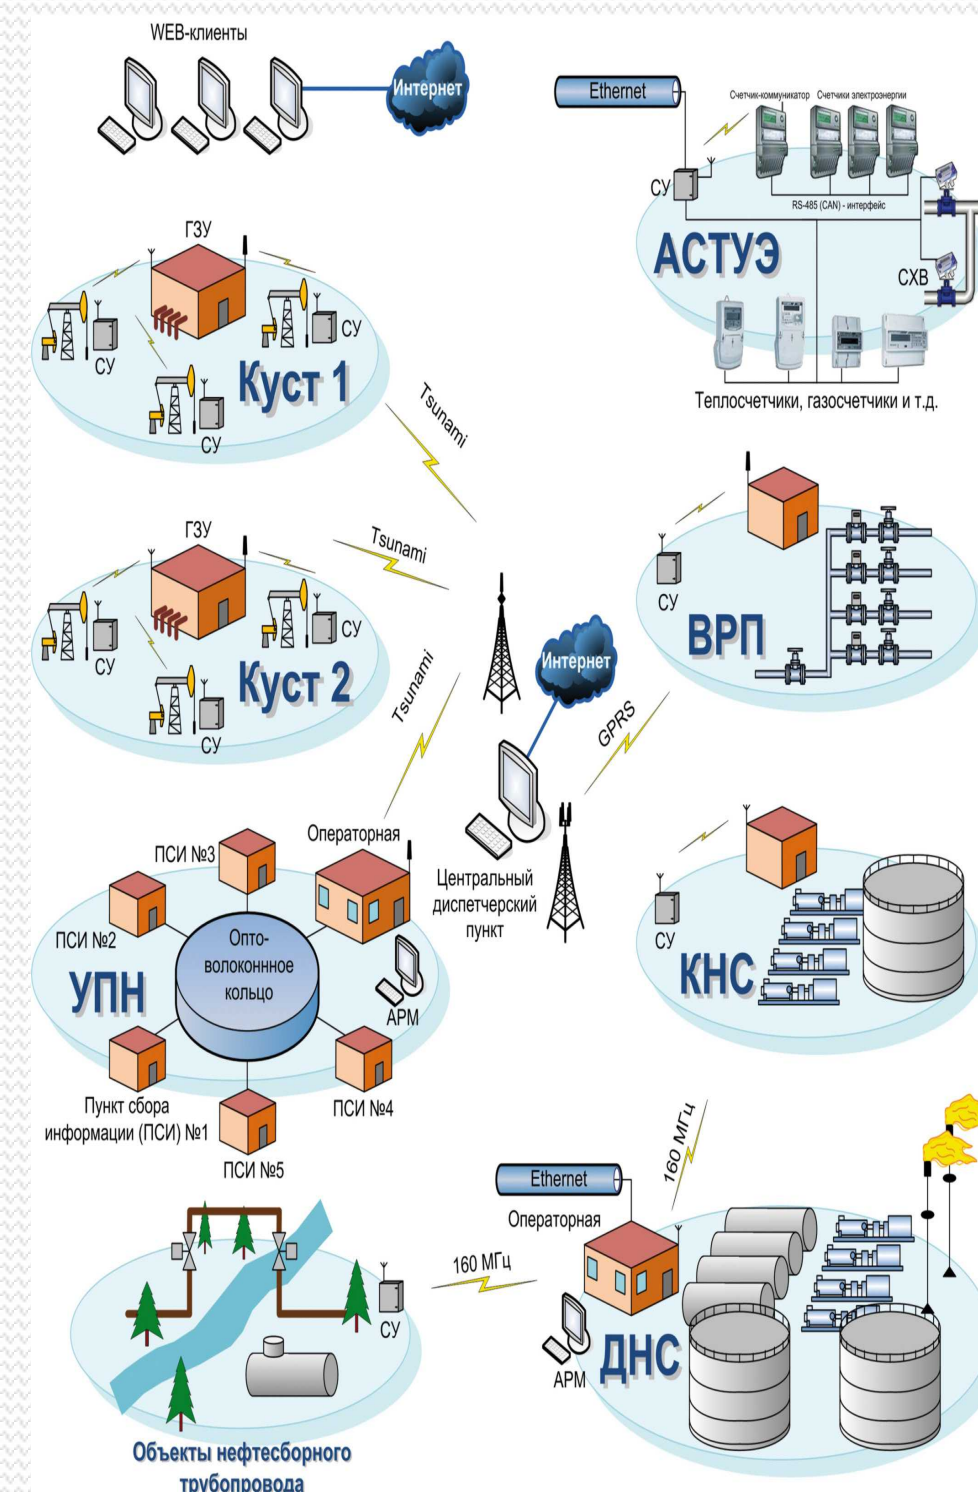 WEB-клиенты
Интернет
Ethernet
Счетчик-коммуникатор
Счетчики электроэнергии
СУ
RS-485 (CAN) - интерфейс
АСТУЭ
СХВ
Теплосчетчики, газосчетчики и т.д.
ГЗУ
СУ
СУ
СУ
Куст 1
Tsunami
ГЗУ
СУ
СУ
СУ
Куст 2
Tsunami
Tsunami
Интернет
GPRS
Центральный
диспетчерский
пункт
СУ
ВРП
СУ
КНС
Операторная
ПСИ №3
ПСИ №2
Опто-
волоконнное
кольцо
УПН
АРМ
Пункт сбора
информации (ПСИ) №1
ПСИ №4
ПСИ №5
160 МГц
Ethernet
Операторная
160 МГц
АРМ
ДНС
СУ
Объекты нефтесборного
трубопровода